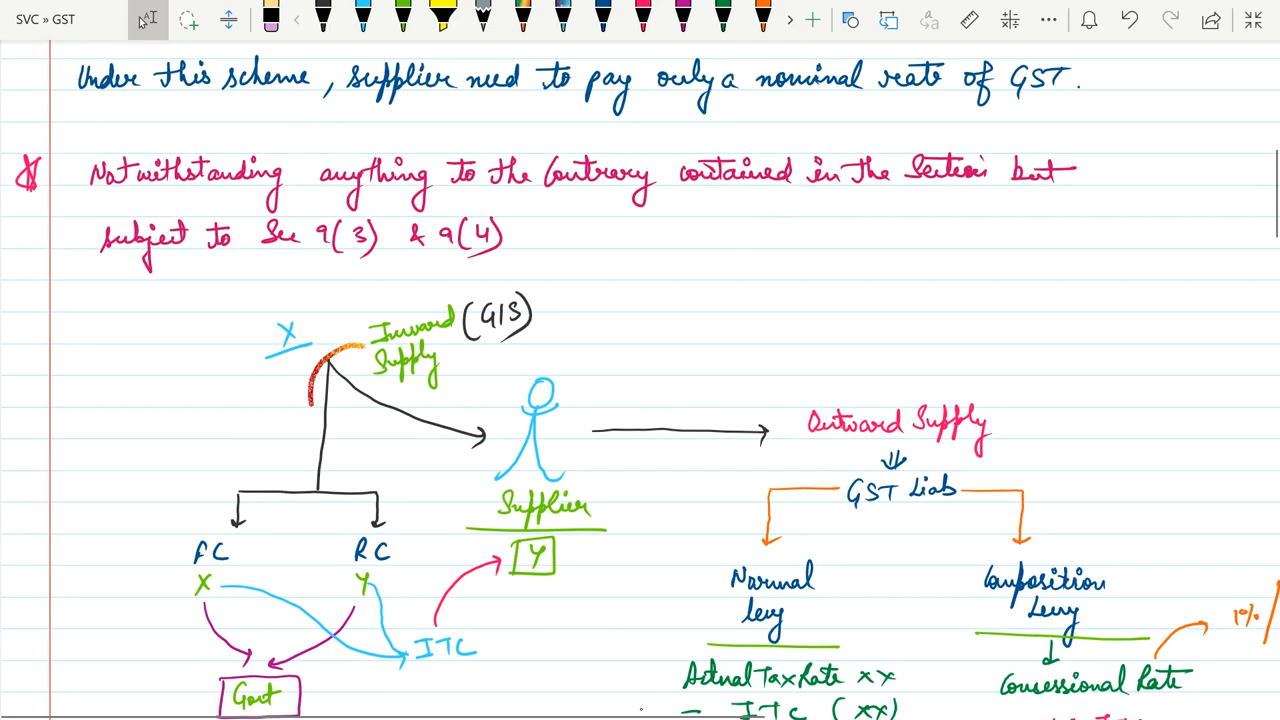 SVC » GST
Under this scheme, supplier need to pay only a nominal rate of GST.
Notwithstanding anything to the Contrary contained in the Section but
subject to Sec 9(3) & 9(4)
X
Inward (G/S)
Supply
Outward Supply
GST Liab
Supplier
FC RC
Y
X Y
Normal Composition
levy Levy
1%/
ITC
Govt
Actual Tax Rate xx
Concessional Rate
- ITC (xx)